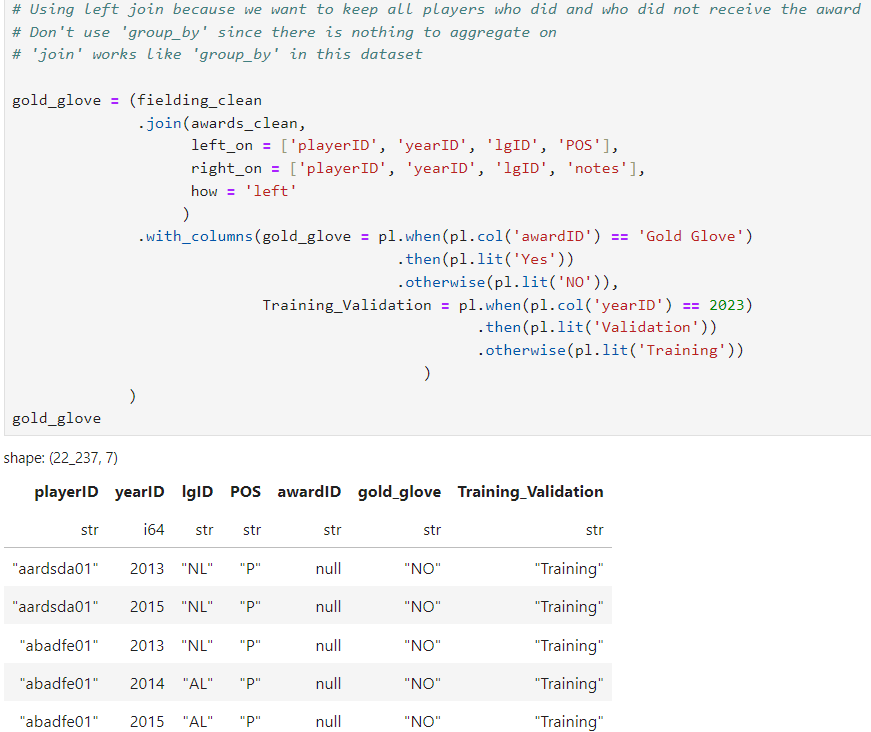 # Using left join because we want to keep all players who did and who did not receive the award
# Don't use 'group_by' since there is nothing to aggregate on
# 'join' works like 'group_by' in this dataset
gold_glove = (fielding_clean
.join(awards_clean,
left_on = ['playerID', 'yearID', 'lgID', 'POS'],
right_on = ['playerID', 'yearID', 'lgID', 'notes'],
how = 'left'
)
.with_columns(gold_glove = pl.when(pl.col('awardID') == 'Gold Glove')
.then(pl.lit('Yes'))
.otherwise(pl.lit('NO')),
Training_Validation = pl.when(pl.col('yearID') == 2023)
.then(pl.lit('Validation'))
.otherwise(pl.lit('Training'))
)
)
gold_glove
shape: (22_237, 7)
playerID yearID lgID POS awardID gold_glove Training_Validation
str i64 str str str str str
"aardsda01" 2013 "NL" "P" null "NO" "Training"
"aardsda01" 2015 "NL" "P" null "NO" "Training"
"abadfe01" 2013 "NL" "P" null "NO" "Training"
"abadfe01" 2014 "AL" "P" null "NO" "Training"
"abadfe01" 2015 "AL" "P" null "NO" "Training"